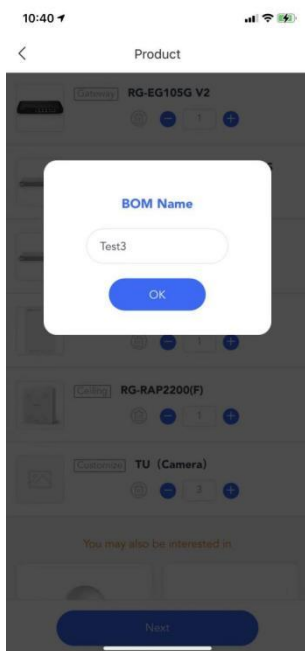 10:40
Product
Gateway RG-EG105G V2
1
BOM Name
Test3
OK
1
Ceiling RG-RAP2200(F)
1
Customize TU (Camera)
3
You may also be interested in
Next